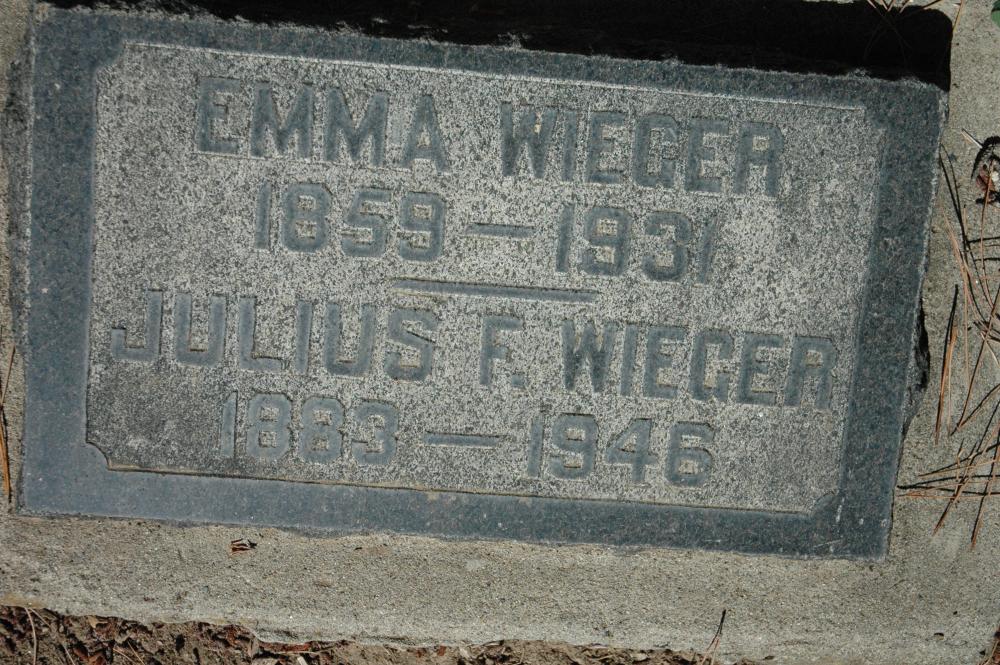 EMMA WIEGER
1859 — 1931
JULIUS F. WIEGER
1883 — 1946